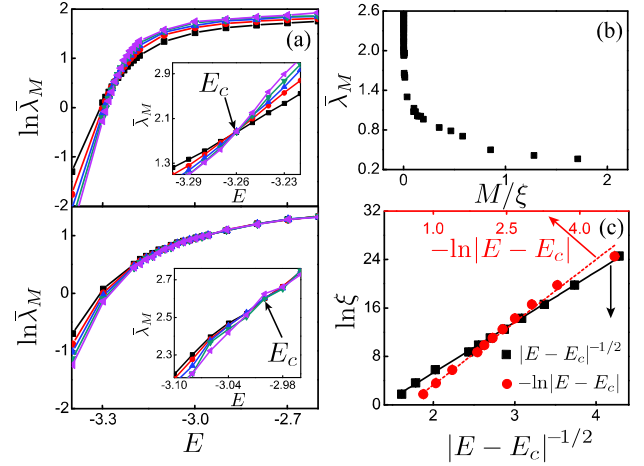 2
1
0
-1
2
ln λ̄_M
(a)
2.9
2.1
1.3
λ̄_M
E_c
-3.29
-3.26
-3.22
E
2
1
0
-1
-2
ln λ̄_M
2.7
2.5
2.3
λ̄_M
E_c
-3.10
-3.04
-2.98
E
-3.3
-3.0
-2.7
E
2.6
2.0
1.4
0.8
0.2
λ̄_M
(b)
0
1
2
M/ξ
1.0
2.5
4.0
(c)
−ln|E − E_c|
32
24
16
8
0
ln ξ
|E − E_c|^{−1/2}
−ln|E − E_c|
2
3
4
|E − E_c|^{−1/2}